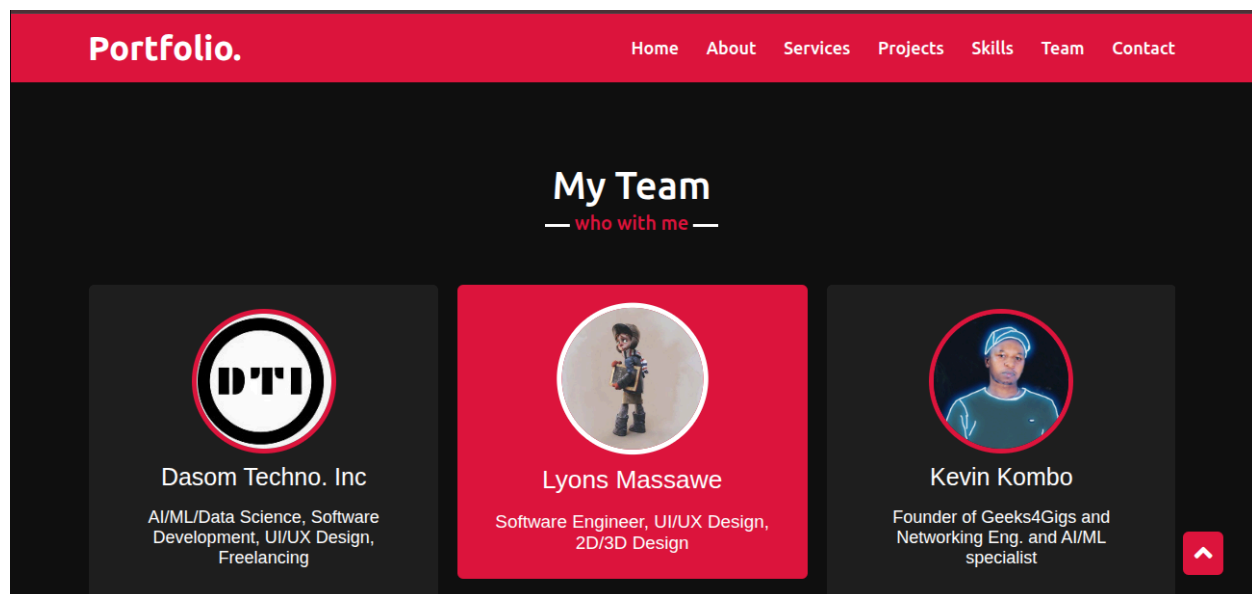 Portfolio.
Home About Services Projects Skills Team Contact
My Team
who with me
DTI
Dasom Techno. Inc
AI/ML/Data Science, Software
Development, UI/UX Design,
Freelancing
Lyons Massawe
Software Engineer, UI/UX Design,
2D/3D Design
Kevin Kombo
Founder of Geeks4Gigs and
Networking Eng. and AI/ML
specialist